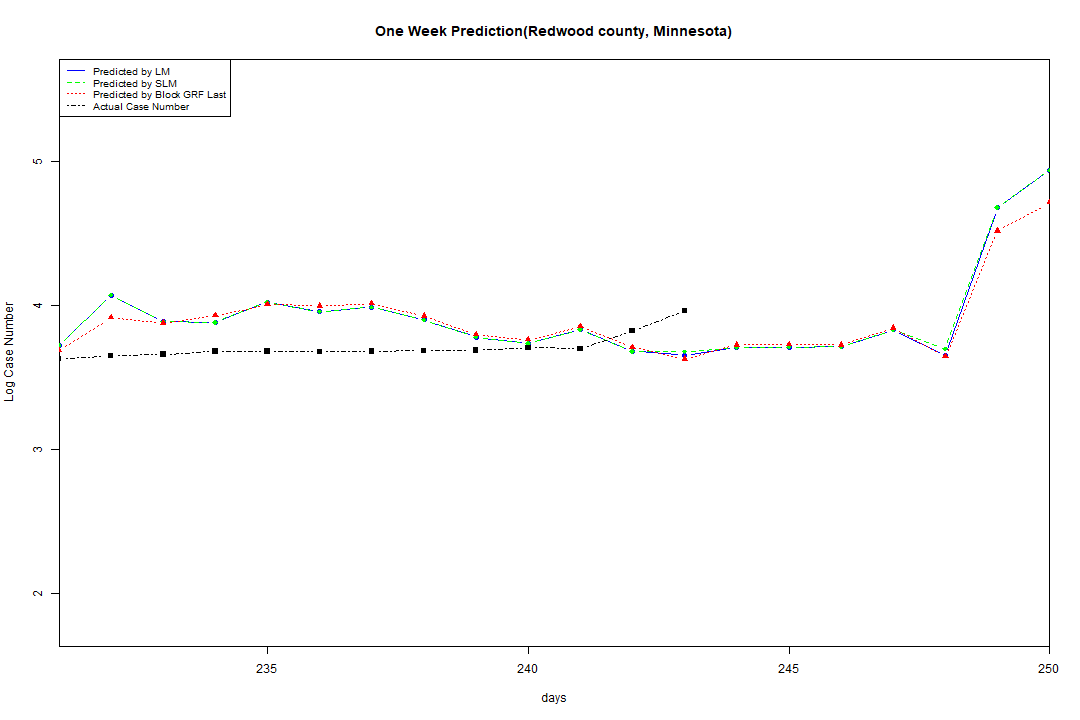 One Week Prediction(Redwood county, Minnesota)
Predicted by LM
Predicted by SLM
Predicted by Block GRF Last
Actual Case Number
5
4
3
2
Log Case Number
235
240
245
250
days